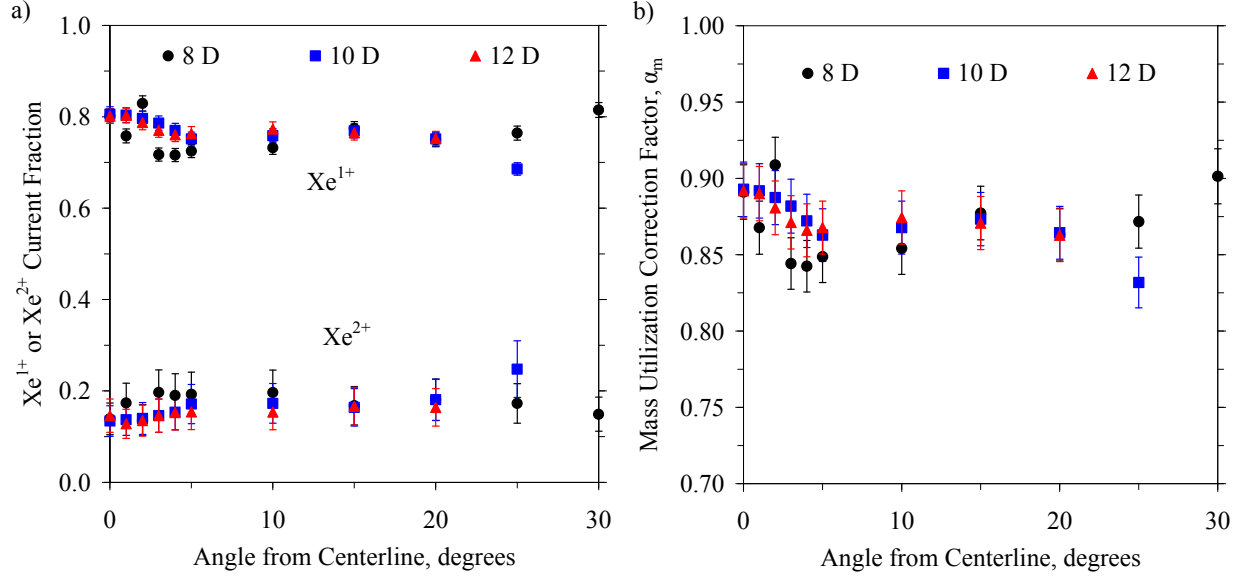 a)
1.0
0.8
0.6
0.4
0.2
0.0
Xe1+ or Xe2+ Current Fraction
8 D
10 D
12 D
Xe1+
Xe2+
0
10
20
30
Angle from Centerline, degrees
b)
1.00
0.95
0.90
0.85
0.80
0.75
0.70
Mass Utilization Correction Factor, αm
8 D
10 D
12 D
0
10
20
30
Angle from Centerline, degrees